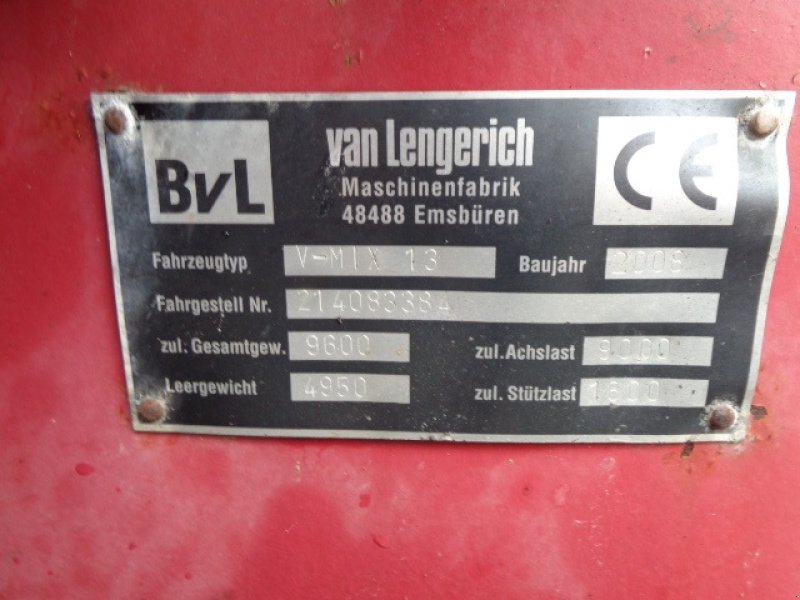 BvL
van Lengerich
Maschinenfabrik
48488 Emsbüren
CE
Fahrzeugtyp V-MIX 13 Baujahr 2008
Fahrgestell Nr. 214083384
zul. Gesamtgew. 9600 zul. Achslast 9000
Leergewicht 4950 zul. Stützlast 1600